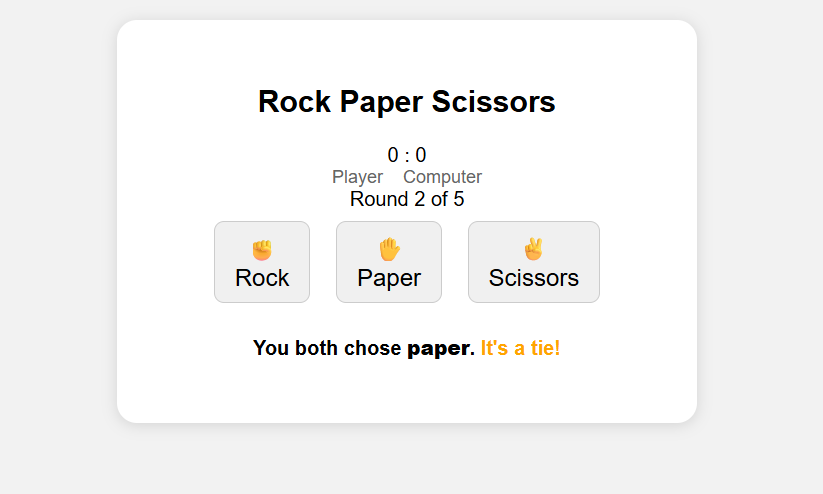 Rock Paper Scissors
0 : 0
Player Computer
Round 2 of 5
Rock Paper Scissors
You both chose paper. It's a tie!